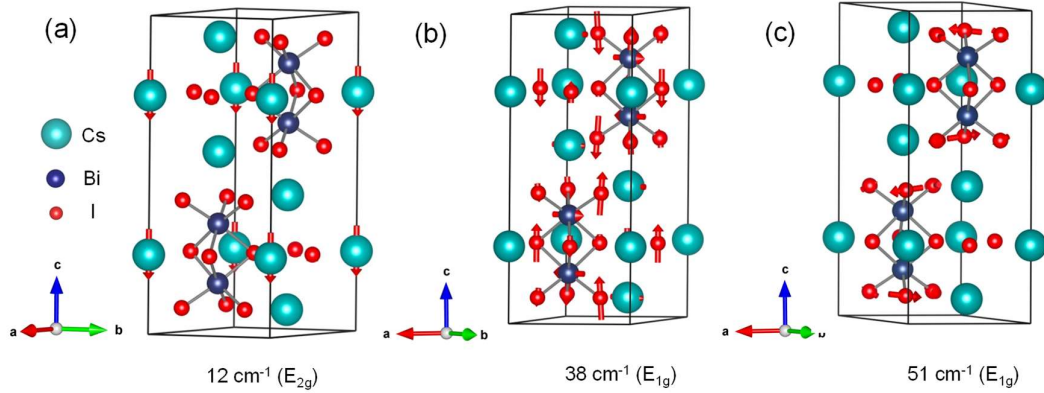 (a)
(b)
(c)
Cs
Bi
I
c
a
b
c
a
b
c
a
b
12 cm⁻¹ (E₂g)
38 cm⁻¹ (E₁g)
51 cm⁻¹ (E₁g)